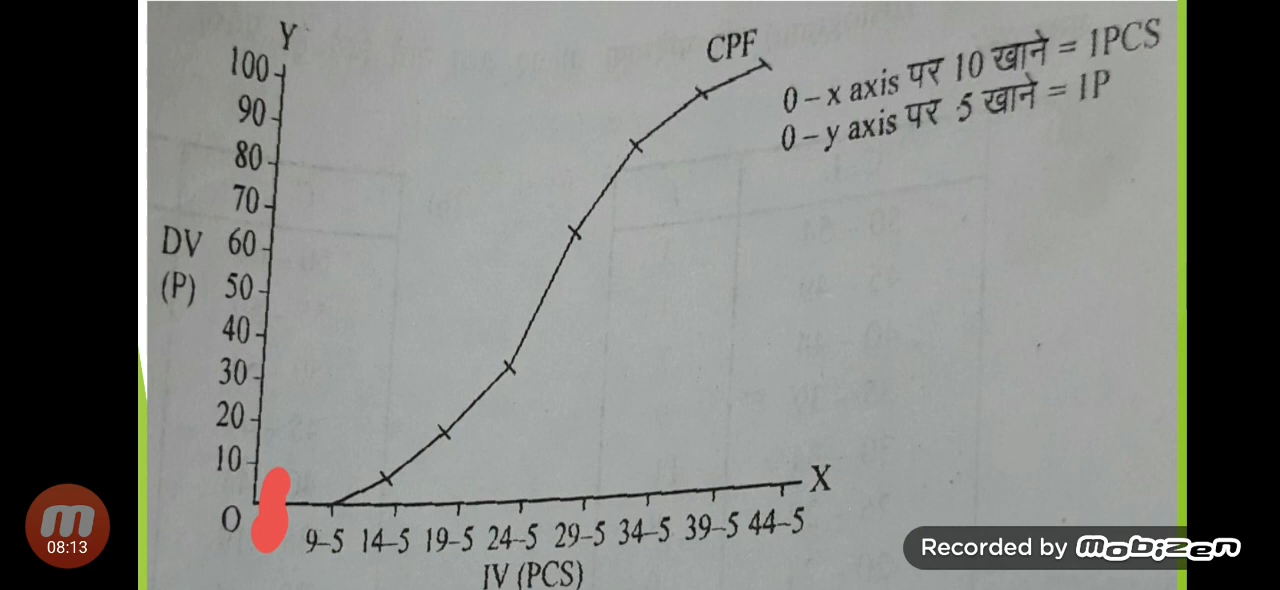 Y
CPF
0 – x axis पर 10 खाने = 1PCS
0 – y axis पर 5 खाने = 1P
100
90
80
70
DV
(P)
60
50
40
30
20
10
O
X
9–5 14–5 19–5 24–5 29–5 34–5 39–5 44–5
IV (PCS)
08:13
Recorded by mobizen